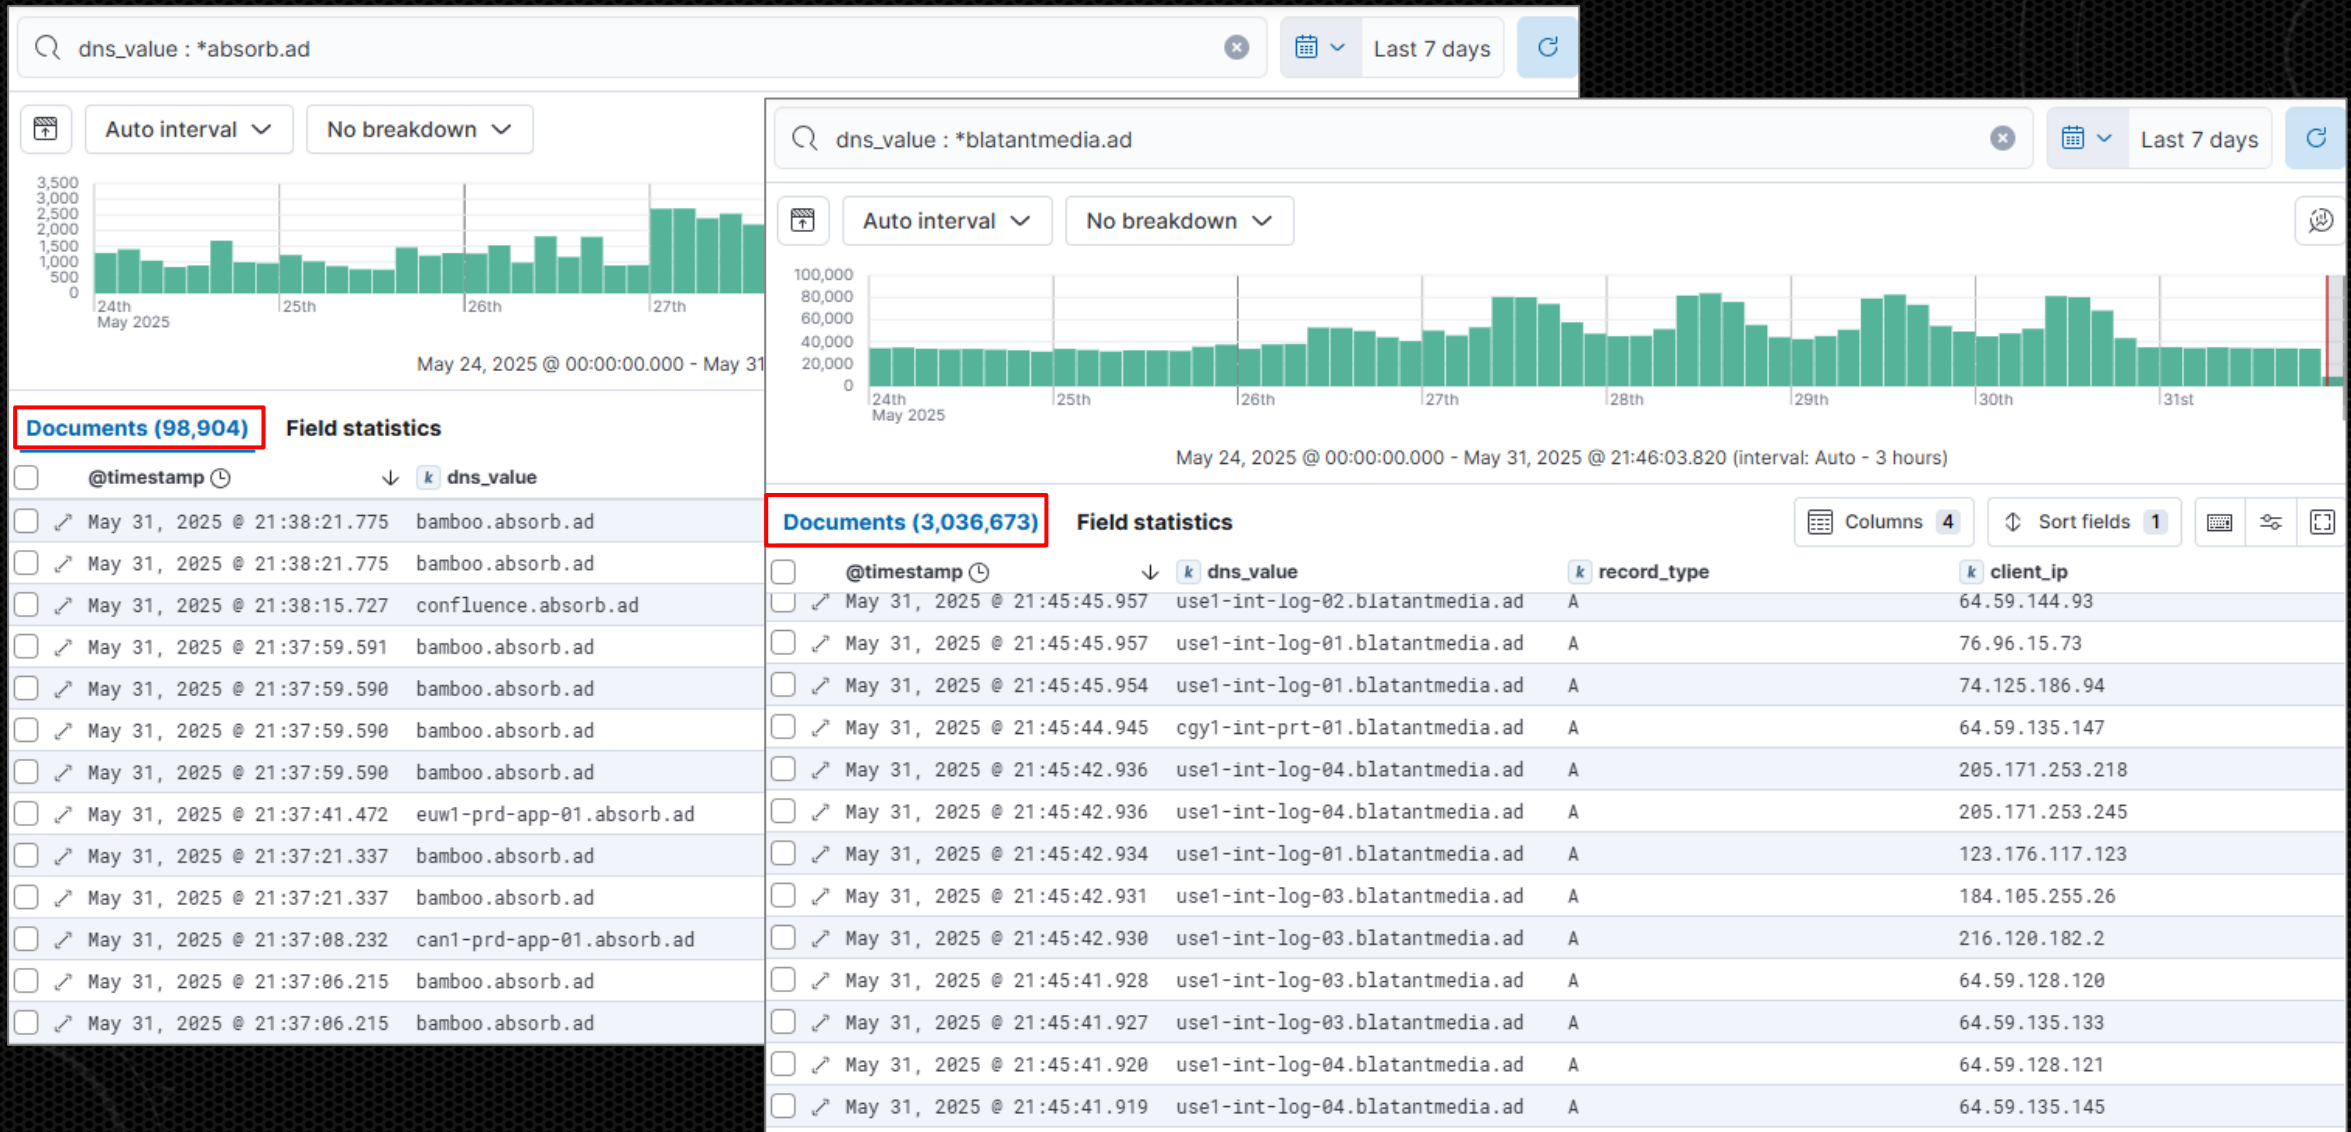 dns_value : *absorb.ad
Last 7 days
Auto interval
No breakdown
3,500
3,000
2,500
2,000
1,500
1,000
500
0
24th
25th
26th
27th
May 2025
May 24, 2025 @ 00:00:00.000 - May 31
Documents (98,904)
Field statistics
@timestamp k dns_value
May 31, 2025 @ 21:38:21.775 bamboo.absorb.ad
May 31, 2025 @ 21:38:21.775 bamboo.absorb.ad
May 31, 2025 @ 21:38:15.727 confluence.absorb.ad
May 31, 2025 @ 21:37:59.591 bamboo.absorb.ad
May 31, 2025 @ 21:37:59.590 bamboo.absorb.ad
May 31, 2025 @ 21:37:59.590 bamboo.absorb.ad
May 31, 2025 @ 21:37:59.590 bamboo.absorb.ad
May 31, 2025 @ 21:37:41.472 euw1-prd-app-01.absorb.ad
May 31, 2025 @ 21:37:21.337 bamboo.absorb.ad
May 31, 2025 @ 21:37:21.337 bamboo.absorb.ad
May 31, 2025 @ 21:37:08.232 can1-prd-app-01.absorb.ad
May 31, 2025 @ 21:37:06.215 bamboo.absorb.ad
May 31, 2025 @ 21:37:06.215 bamboo.absorb.ad
dns_value : *blatantmedia.ad
Last 7 days
Auto interval
No breakdown
100,000
80,000
60,000
40,000
20,000
0
24th
25th
26th
27th
28th
29th
30th
31st
May 2025
May 24, 2025 @ 00:00:00.000 - May 31, 2025 @ 21:46:03.820 (interval: Auto - 3 hours)
Documents (3,036,673)
Field statistics
Columns 4
Sort fields 1
@timestamp k dns_value k record_type k client_ip
May 31, 2025 @ 21:45:45.957 use1-int-log-02.blatantmedia.ad A 64.59.144.93
May 31, 2025 @ 21:45:45.957 use1-int-log-01.blatantmedia.ad A 76.96.15.73
May 31, 2025 @ 21:45:45.954 use1-int-log-01.blatantmedia.ad A 74.125.186.94
May 31, 2025 @ 21:45:44.945 cgy1-int-prt-01.blatantmedia.ad A 64.59.135.147
May 31, 2025 @ 21:45:42.936 use1-int-log-04.blatantmedia.ad A 205.171.253.218
May 31, 2025 @ 21:45:42.936 use1-int-log-04.blatantmedia.ad A 205.171.253.245
May 31, 2025 @ 21:45:42.934 use1-int-log-01.blatantmedia.ad A 123.176.117.123
May 31, 2025 @ 21:45:42.931 use1-int-log-03.blatantmedia.ad A 184.105.255.26
May 31, 2025 @ 21:45:42.930 use1-int-log-03.blatantmedia.ad A 216.120.182.2
May 31, 2025 @ 21:45:41.928 use1-int-log-03.blatantmedia.ad A 64.59.128.120
May 31, 2025 @ 21:45:41.927 use1-int-log-03.blatantmedia.ad A 64.59.135.133
May 31, 2025 @ 21:45:41.920 use1-int-log-04.blatantmedia.ad A 64.59.128.121
May 31, 2025 @ 21:45:41.919 use1-int-log-04.blatantmedia.ad A 64.59.135.145